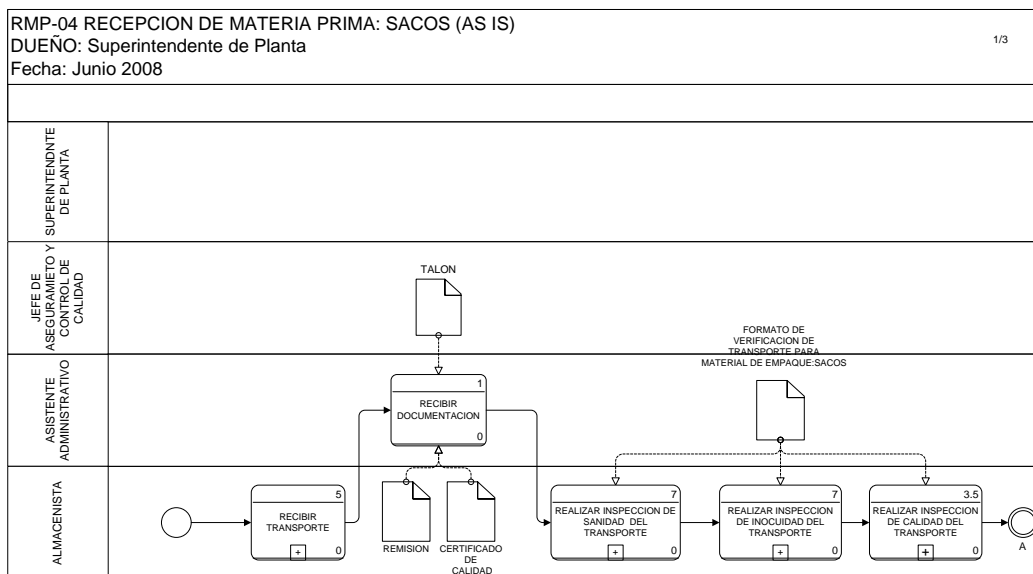 RMP-04 RECEPCION DE MATERIA PRIMA: SACOS (AS IS)
DUEÑO: Superintendente de Planta
Fecha: Junio 2008
1/3
SUPERINTENDNTE
DE PLANTA
JEFE DE
ASEGURAMIETO Y
CONTROL DE
CALIDAD
TALON
FORMATO DE
VERIFICACION DE
TRANSPORTE PARA
MATERIAL DE EMPAQUE:SACOS
ASISTENTE
ADMINISTRATIVO
1
RECIBIR
DOCUMENTACION
0
ALMACENISTA
5
RECIBIR
TRANSPORTE
+
0
REMISION
CERTIFICADO
DE
CALIDAD
7
REALIZAR INSPECCION DE
SANIDAD DEL
TRANSPORTE
+
0
7
REALIZAR INSPECCION
DE INOCUIDAD DEL
TRANSPORTE
+
0
3.5
REALIZAR INSPECCION
DE CALIDAD DEL
TRANSPORTE
+
0
A